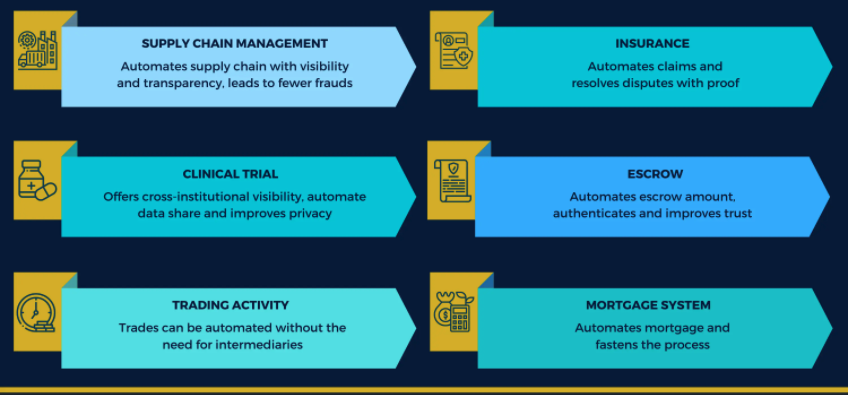 SUPPLY CHAIN MANAGEMENT
Automates supply chain with visibility
and transparency, leads to fewer frauds
INSURANCE
Automates claims and
resolves disputes with proof
CLINICAL TRIAL
Offers cross-institutional visibility, automate
data share and improves privacy
ESCROW
Automates escrow amount,
authenticates and improves trust
TRADING ACTIVITY
Trades can be automated without the
need for intermediaries
MORTGAGE SYSTEM
Automates mortgage and
fastens the process